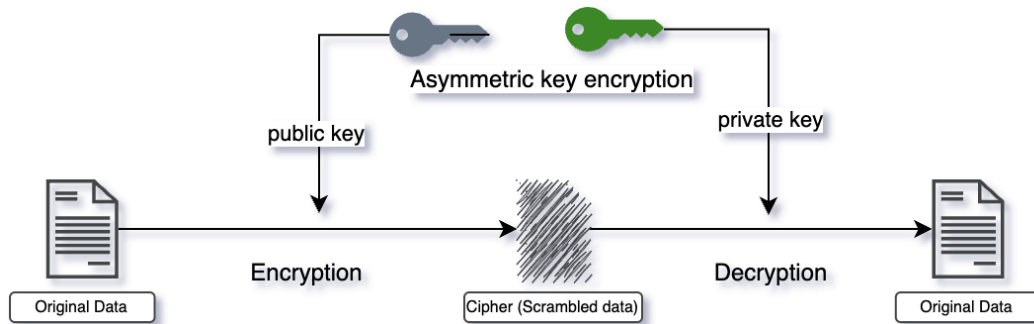 Asymmetric key encryption
public key
private key
Encryption
Decryption
Original Data
Cipher (Scrambled data)
Original Data